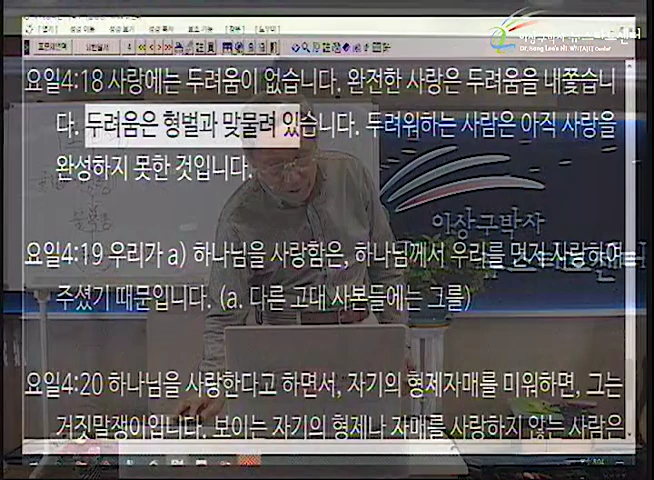 요일4:18 사랑에는 두려움이 없습니다. 완전한 사랑은 두려움을 내쫓습니
다. 두려움은 형벌과 맞물려 있습니다. 두려워하는 사람은 아직 사랑을
완성하지 못한 것입니다.
이상구박사
요일4:19 우리가 a) 하나님을 사랑함은, 하나님께서 우리를 먼저 사랑하여
주셨기 때문입니다. (a. 다른 고대 사본들에는 그를)
요일4:20 하나님을 사랑한다고 하면서, 자기의 형제자매를 미워하면, 그는
거짓말쟁이입니다. 보이는 자기의 형제나 자매를 사랑하지 않는 사람은